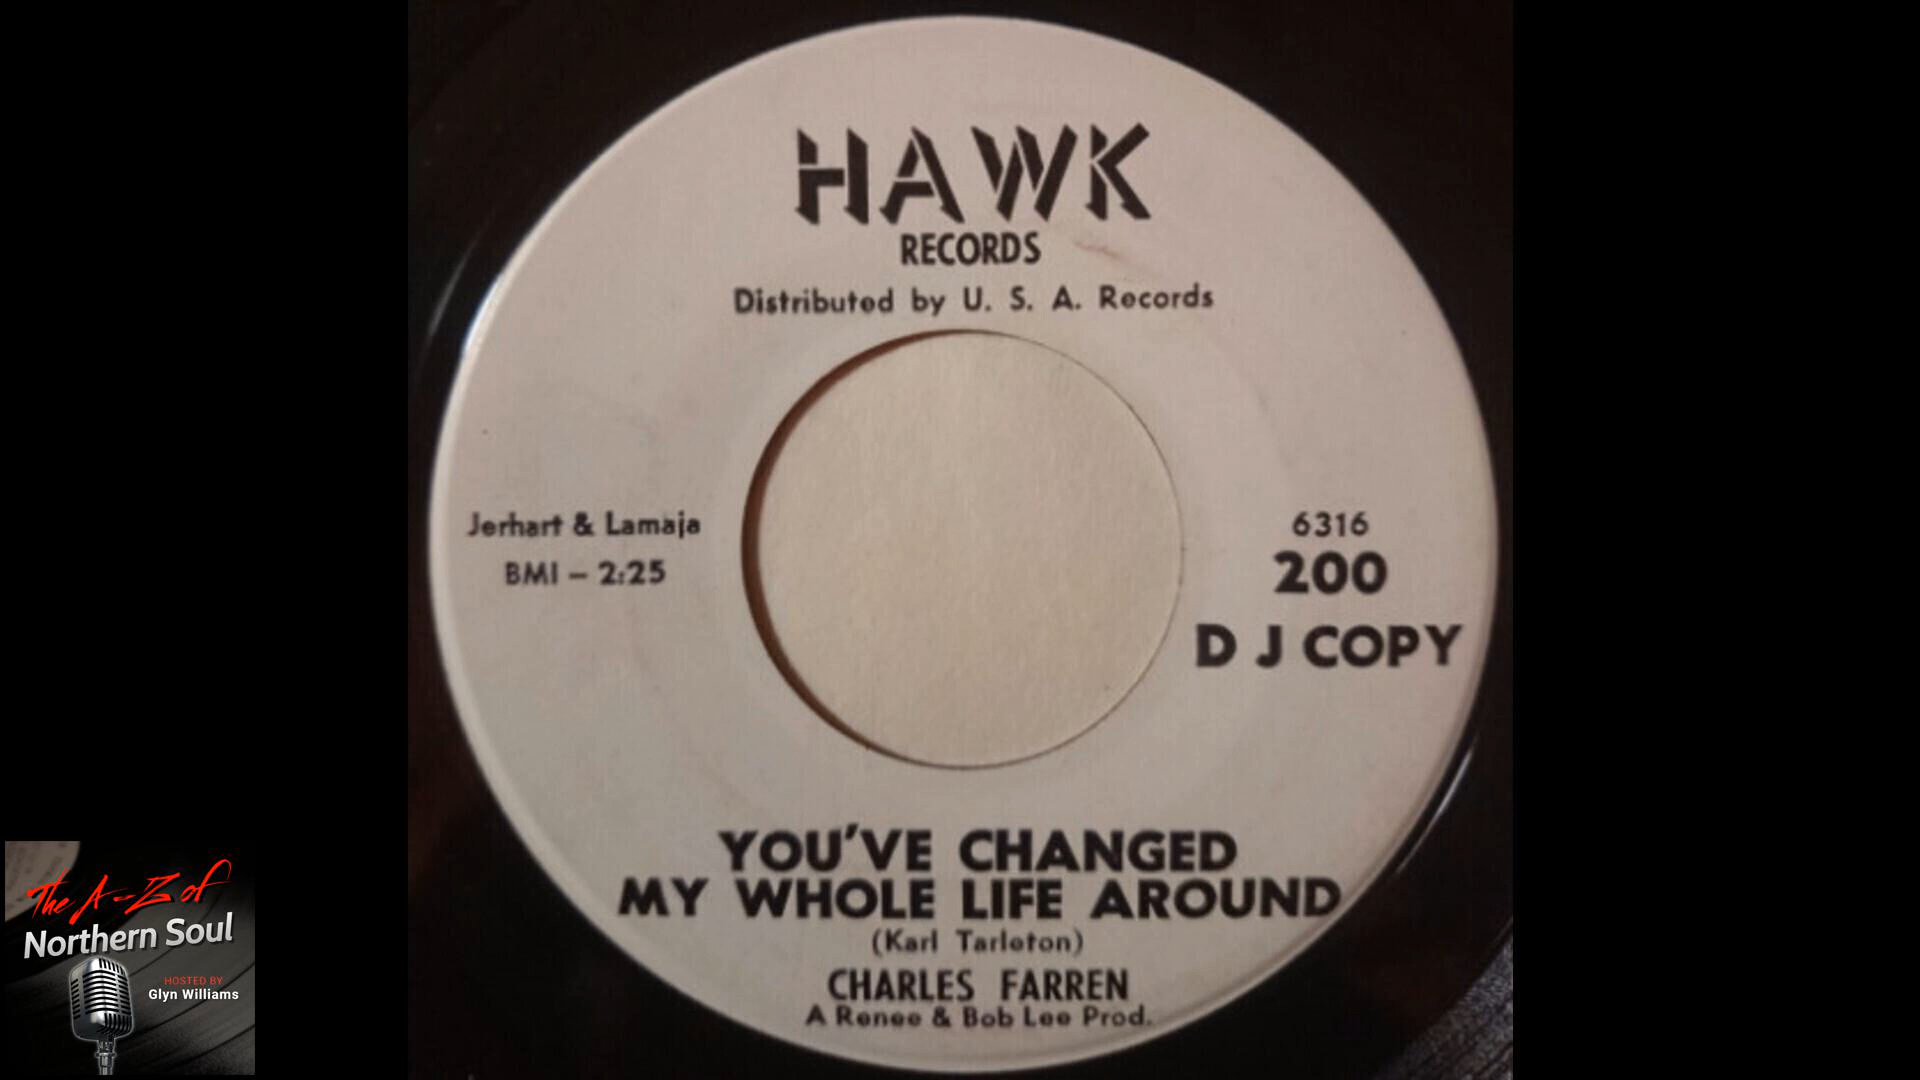 HAWK
RECORDS
Distributed by U. S. A. Records
Jerhart & Lamaja
BMI – 2:25
6316
200
D J COPY
YOU'VE CHANGED
MY WHOLE LIFE AROUND
(Karl Tarleton)
CHARLES FARREN
A Renee & Bob Lee Prod.
The A-Z of
Northern Soul
HOSTED BY
Glyn Williams